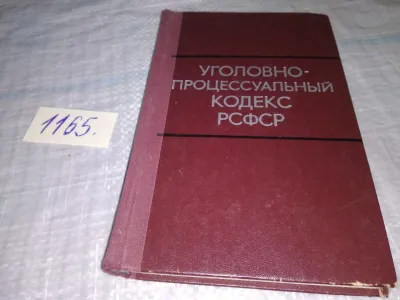 1165.
УГОЛОВНО-
ПРОЦЕССУАЛЬНЫЙ
КОДЕКС
РСФСР